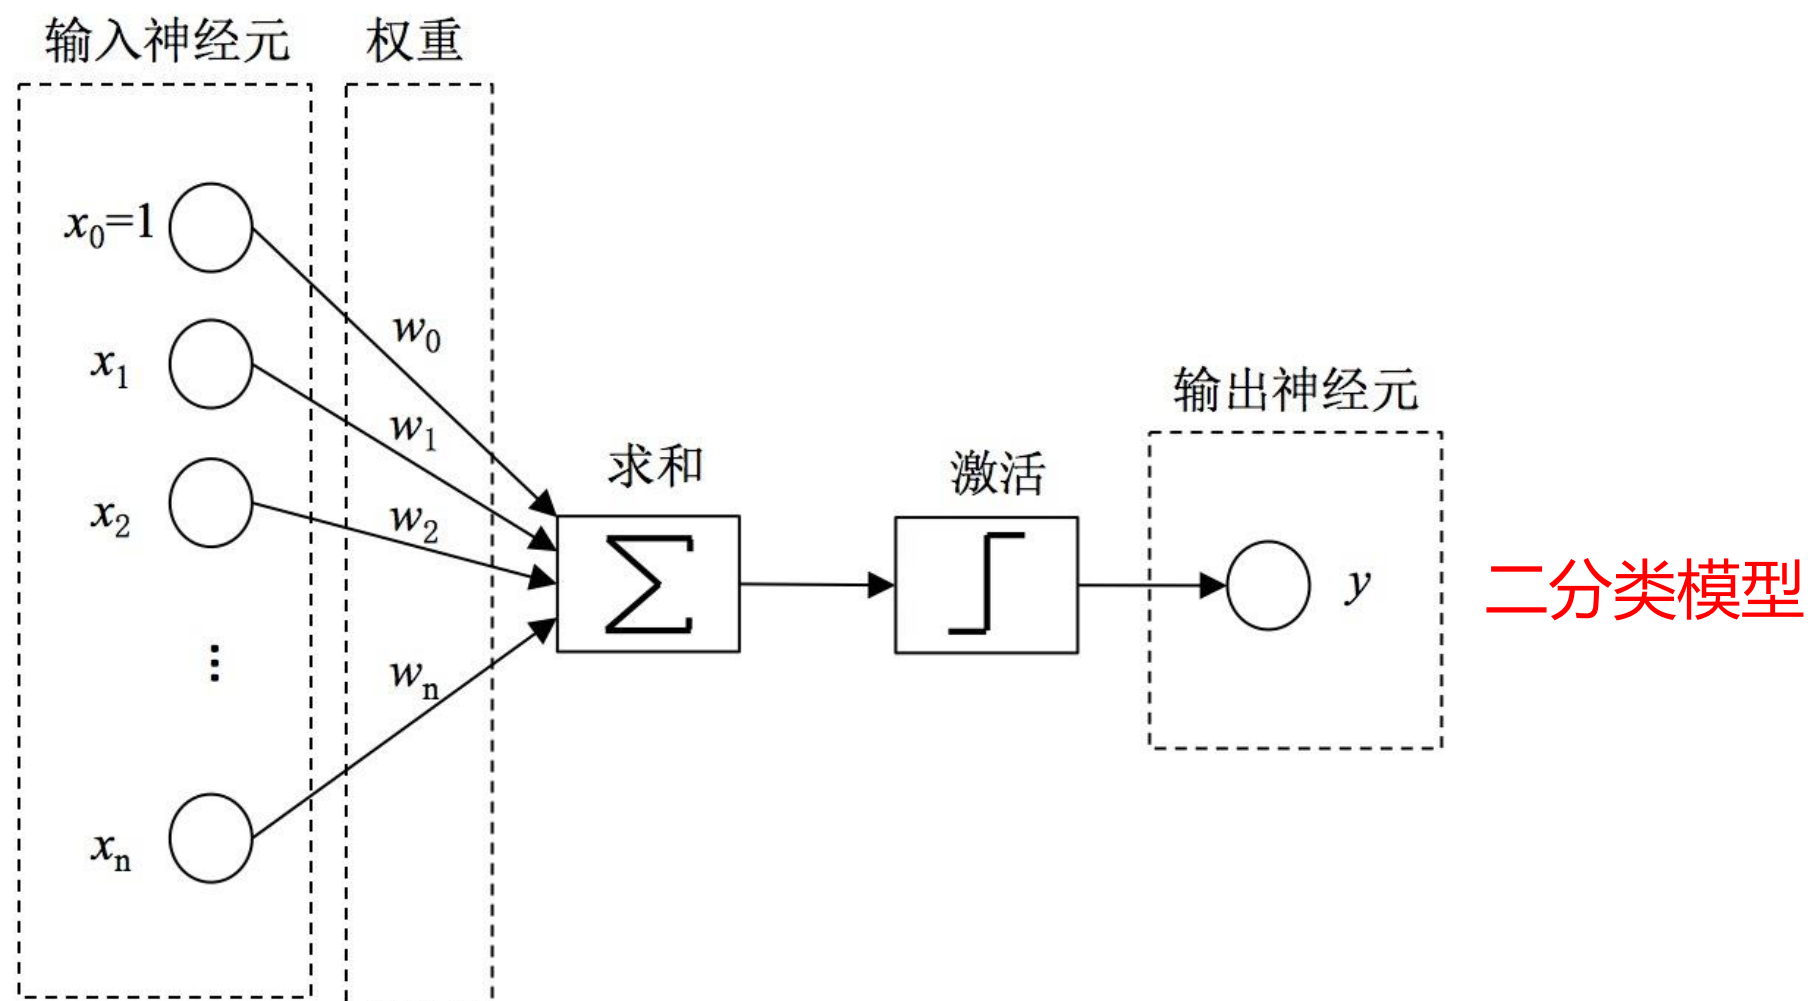 输入神经元
权重
x₀=1
w₀
x₁
w₁
x₂
w₂
⋮
wₙ
xₙ
求和
Σ
激活
输出神经元
y
二分类模型